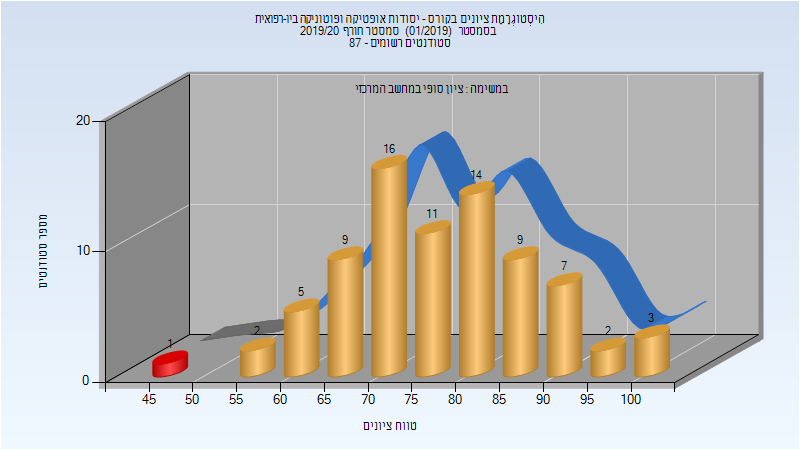 היסטוגרמת ציונים בקורס - יסודות אופטיקה ופוטוניקה ביו-רפואית
בסמסטר (01/2019) סמסטר חורף 2019/20
סטודנטים רשומים - 87
במשימה : ציון סופי במחשב המרכזי
מספר סטודנטים
20
10
0
1
2
5
9
16
11
14
9
7
2
3
45 50 55 60 65 70 75 80 85 90 95 100
טווח ציונים